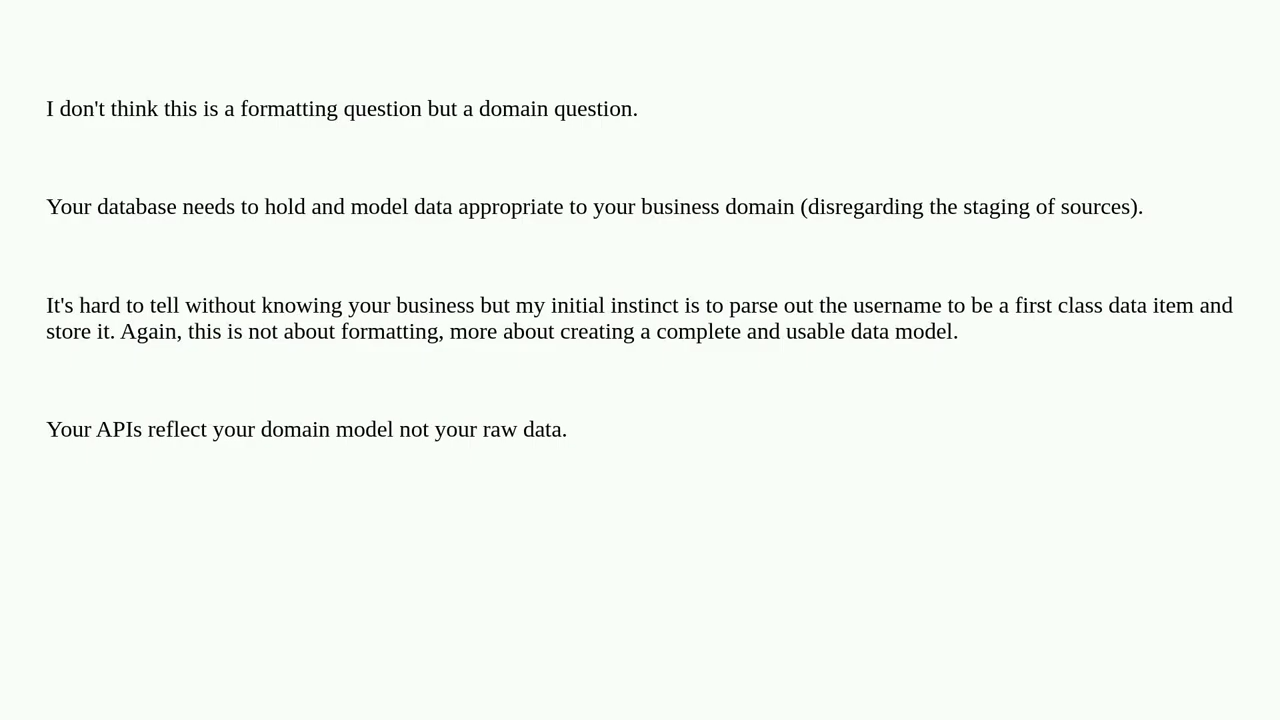 I don't think this is a formatting question but a domain question.
Your database needs to hold and model data appropriate to your business domain (disregarding the staging of sources).
It's hard to tell without knowing your business but my initial instinct is to parse out the username to be a first class data item and
store it. Again, this is not about formatting, more about creating a complete and usable data model.
Your APIs reflect your domain model not your raw data.